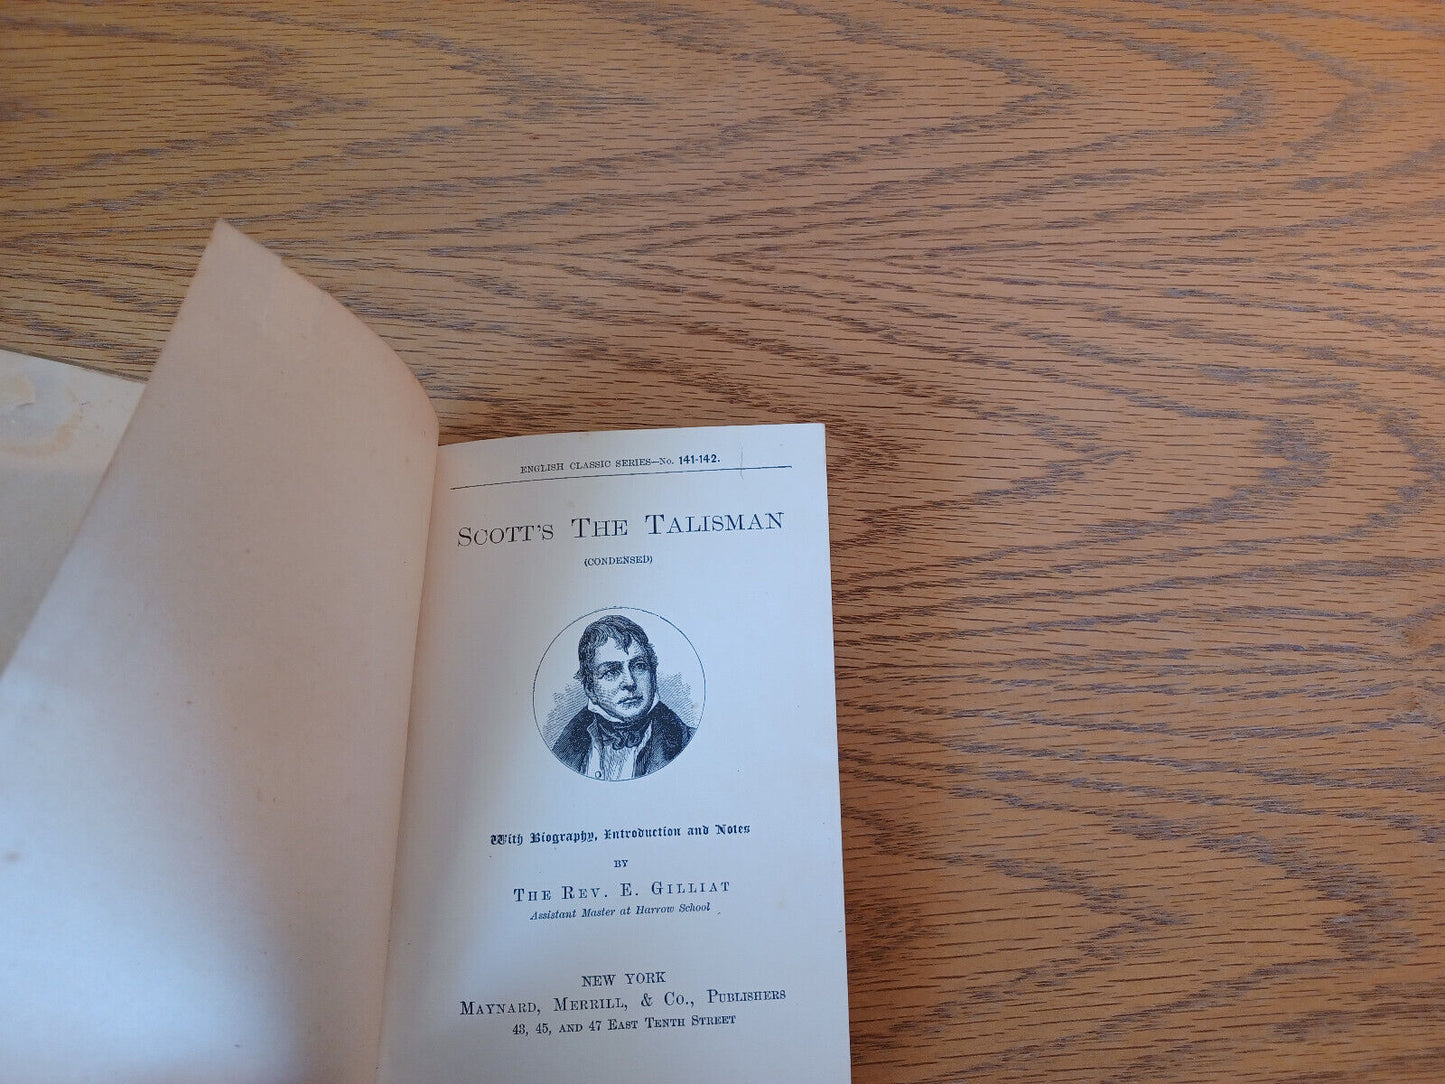 ENGLISH CLASSIC SERIES—No. 141-142.
SCOTT'S THE TALISMAN
(CONDENSED)
With Biography, Introduction and Notes
BY
THE REV. E. GILLIAT
Assistant Master at Harrow School
NEW YORK
MAYNARD, MERRILL, & CO., PUBLISHERS
43, 45, AND 47 EAST TENTH STREET